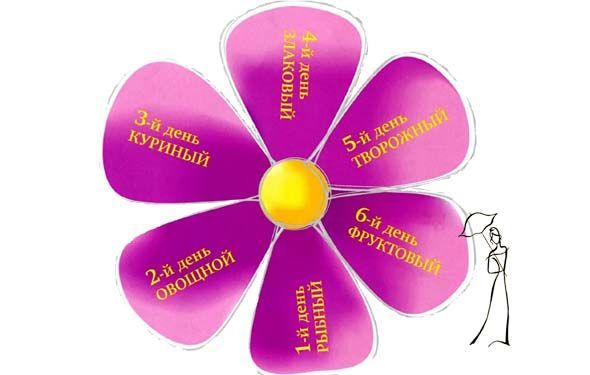 1-й день
РЫБНЫЙ
2-й день
ОВОЩНОЙ
3-й день
КУРИНЫЙ
4-й день
ЗЛАКОВЫЙ
5-й день
ТВОРОЖНЫЙ
6-й день
ФРУКТОВЫЙ